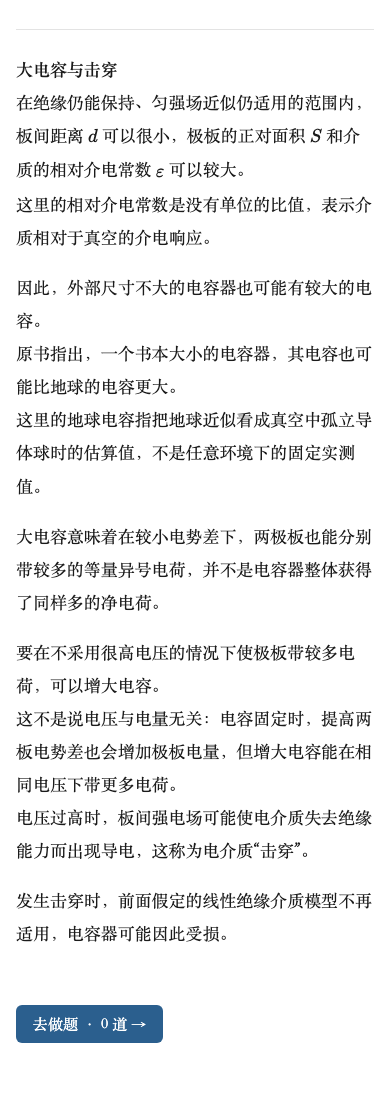 大电容与击穿
在绝缘仍能保持、匀强场近似仍适用的范围内，
板间距离 d 可以很小，极板的正对面积 S 和介
质的相对介电常数 ε 可以较大。
这里的相对介电常数是没有单位的比值，表示介
质相对于真空的介电响应。
因此，外部尺寸不大的电容器也可能有较大的电
容。
原书指出，一个书本大小的电容器，其电容也可
能比地球的电容更大。
这里的地球电容指把地球近似看成真空中孤立导
体球时的估算值，不是任意环境下的固定实测
值。
大电容意味着在较小电势差下，两极板也能分别
带较多的等量异号电荷，并不是电容器整体获得
了同样多的净电荷。
要在不采用很高电压的情况下使极板带较多电
荷，可以增大电容。
这不是说电压与电量无关：电容固定时，提高两
板电势差也会增加极板电量，但增大电容能在相
同电压下带更多电荷。
电压过高时，板间强电场可能使电介质失去绝缘
能力而出现导电，这称为电介质“击穿”。
发生击穿时，前面假定的线性绝缘介质模型不再
适用，电容器可能因此受损。
去做题 · 0 道 →